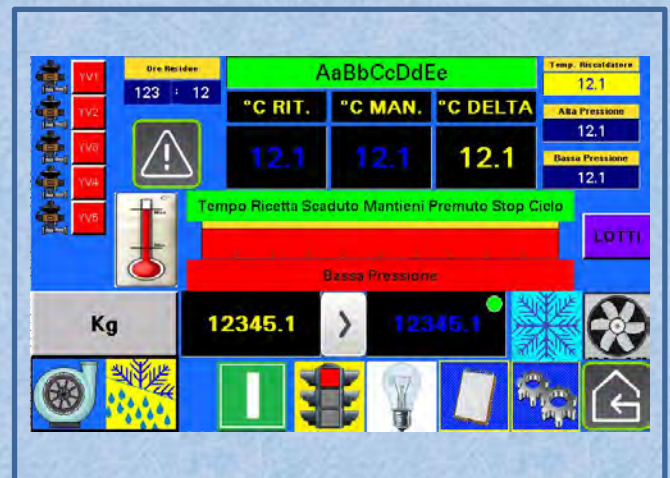 YV1
YV2
YV3
YV4
YV5
Ore Residue
123 : 12
AaBbCcDdEe
°C RIT. °C MAN. °C DELTA
12.1 12.1 12.1
Temp. Riscaldatore
12.1
Alta Pressione
12.1
Bassa Pressione
12.1
Tempo Ricetta Scaduto Mantieni Premuto Stop Ciclo
Bassa Pressione
LOTTI
Kg
12345.1 > 12345.1